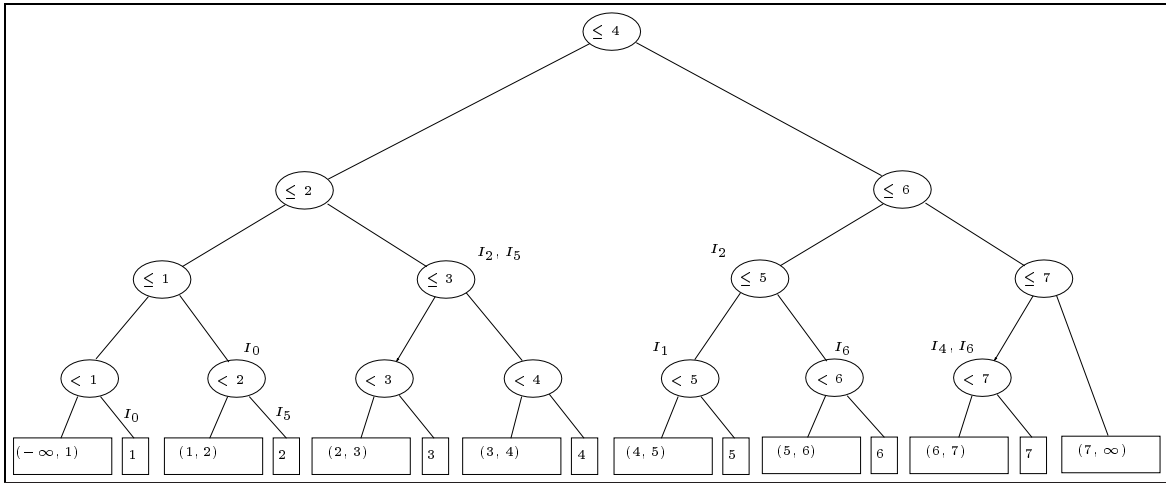 ≤ 4
≤ 2 ≤ 6
I2, I5 I2
≤ 1 ≤ 3 ≤ 5 ≤ 7
I0 I1 I6 I4, I6
< 1 < 2 < 3 < 4 < 5 < 6 < 7
I0 I5
(− ∞, 1) 1 (1, 2) 2 (2, 3) 3 (3, 4) 4 (4, 5) 5 (5, 6) 6 (6, 7) 7 (7, ∞)